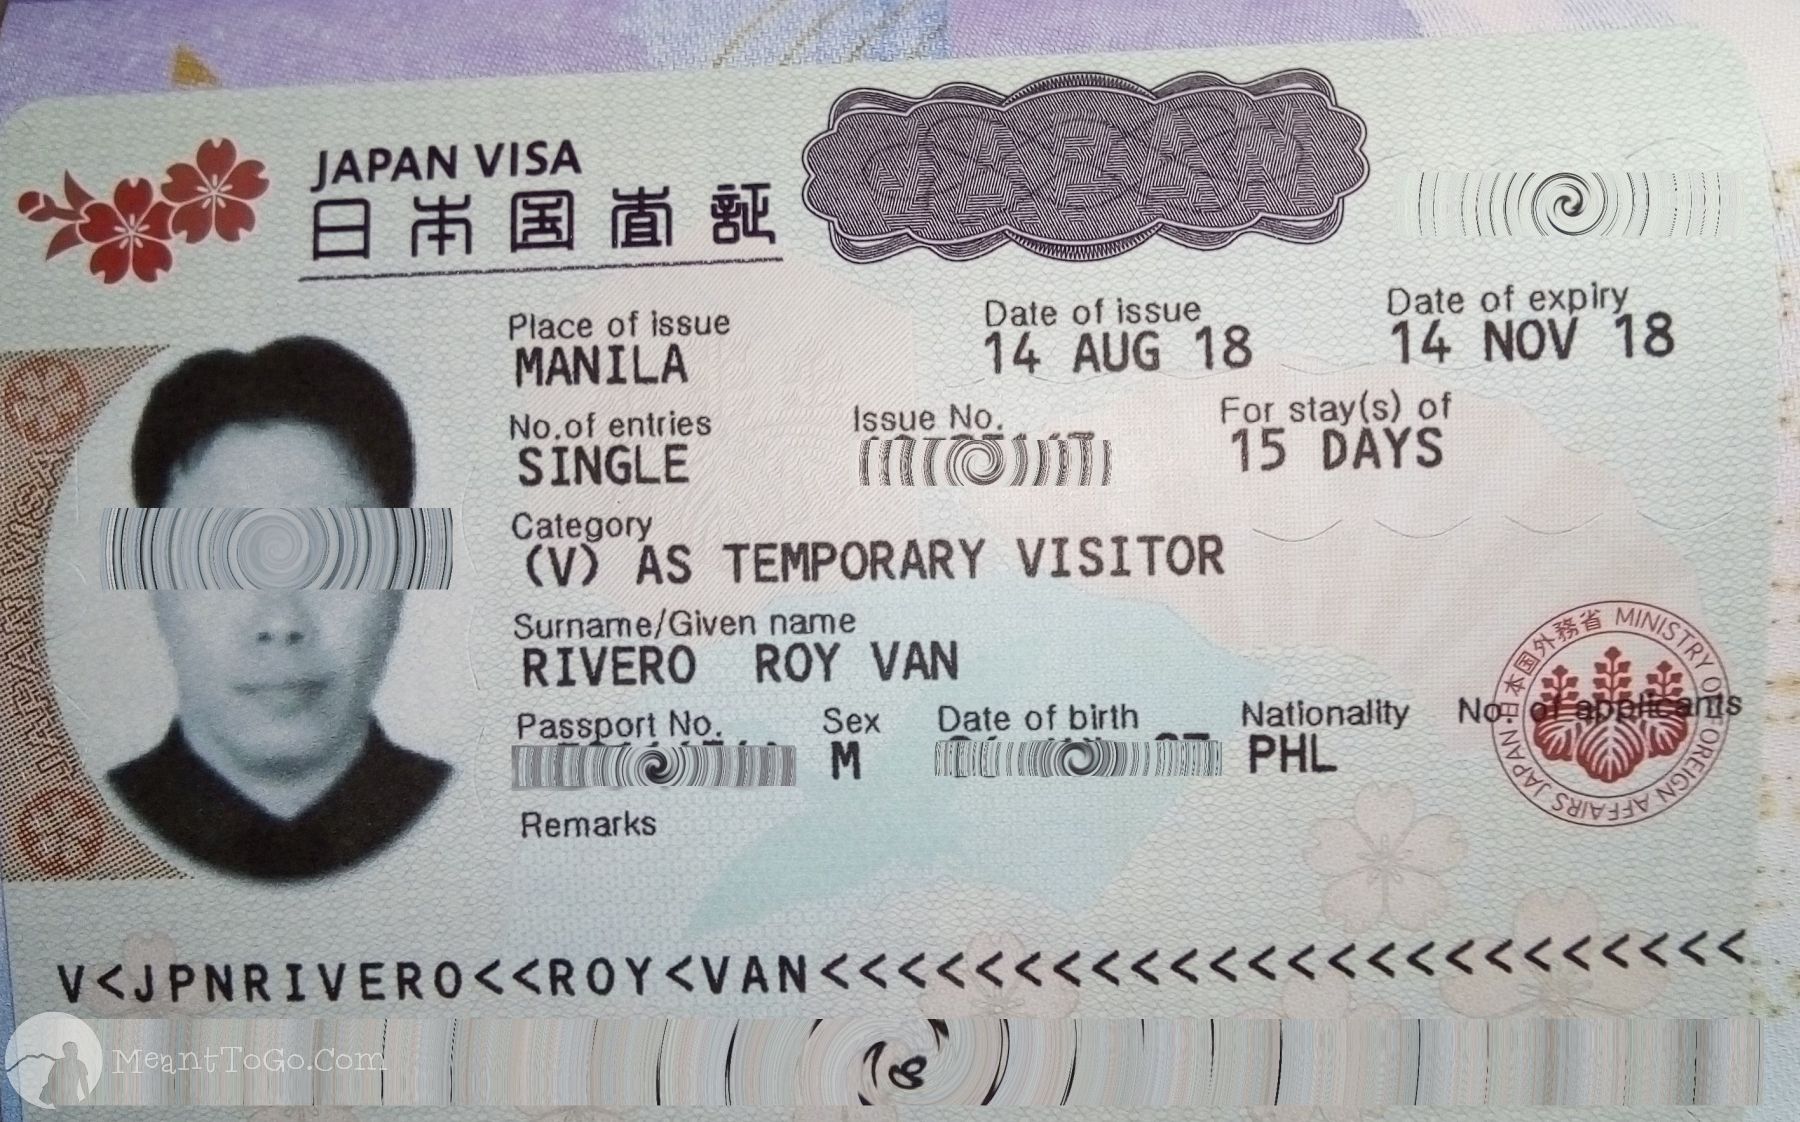 JAPAN VISA
日本国査証
JAPAN
Place of issue
MANILA
Date of issue
14 AUG 18
Date of expiry
14 NOV 18
No.of entries
SINGLE
Issue No.
For stay(s) of
15 DAYS
Category
(V) AS TEMPORARY VISITOR
Surname/Given name
RIVERO ROY VAN
Passport No.
Sex
M
Date of birth
Nationality
PHL
No. of applicants
日本国外務省 MINISTRY OF FOREIGN AFFAIRS JAPAN
Remarks
V<JPNRIVERO<<ROY<VAN<<<<<<<<<<<<<<<<<<<<<<<<
MeantToGo.Com